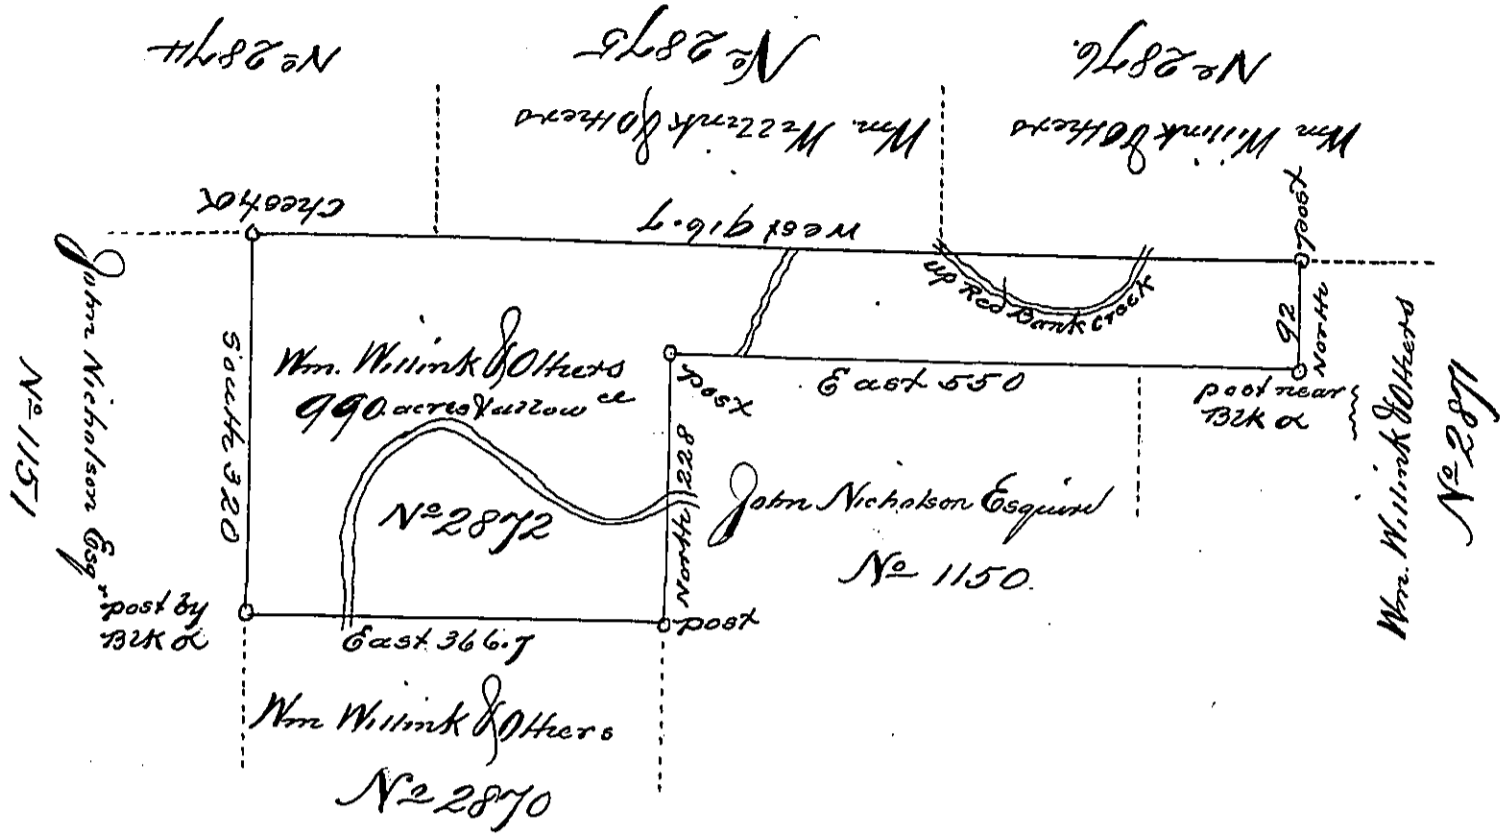 Nº 2874
Nº 2875
Wm. Willink & Others
Nº 2876.
Wm Willink & Others
West 916.7
post
North 92
up Red Bank Creek
John Nicholson Esqr
Nº 1151
South 320
Wm. Willink & Others
990 acres & allowce
Nº 2872
post
East 550
post near
Blk O
North 228
John Nicholson Esquire
Nº 1150.
Wm. Willink & Others
Nº 2871
post by
Blk O
East 366.7
post
Wm Willink & Others
Nº 2870